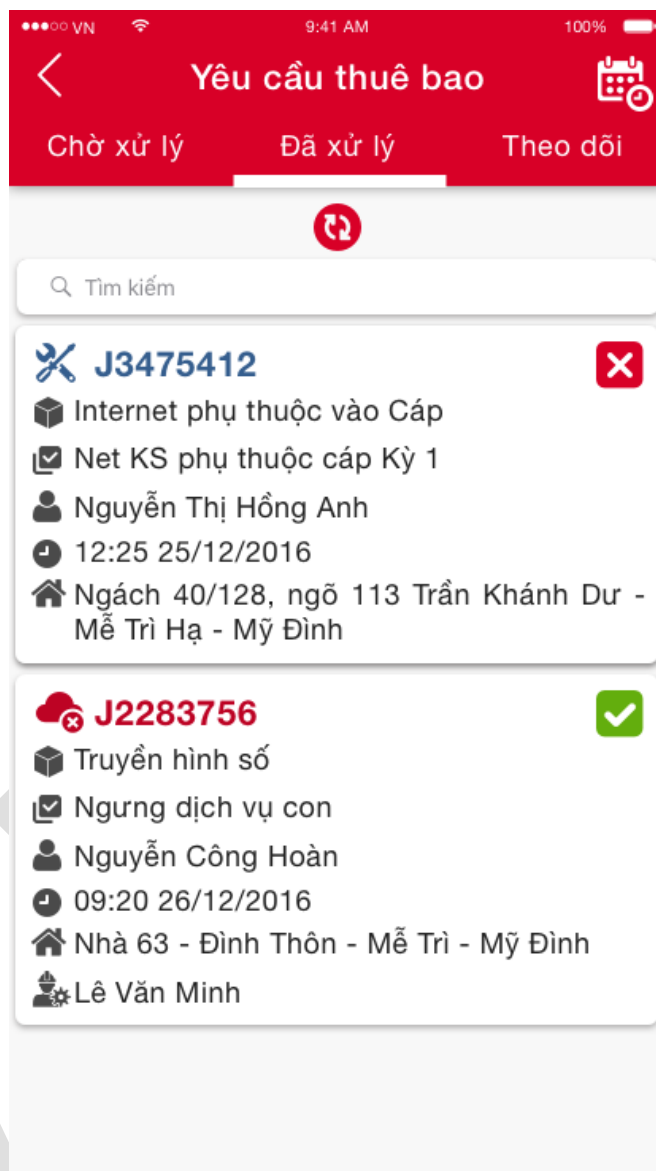 VN 9:41 AM 100%
Yêu cầu thuê bao
Chờ xử lý Đã xử lý Theo dõi
Tìm kiếm
J3475412
Internet phụ thuộc vào Cáp
Net KS phụ thuộc cáp Kỳ 1
Nguyễn Thị Hồng Anh
12:25 25/12/2016
Ngách 40/128, ngõ 113 Trần Khánh Dư -
Mễ Trì Hạ - Mỹ Đình
J2283756
Truyền hình số
Ngưng dịch vụ con
Nguyễn Công Hoàn
09:20 26/12/2016
Nhà 63 - Đình Thôn - Mễ Trì - Mỹ Đình
Lê Văn Minh